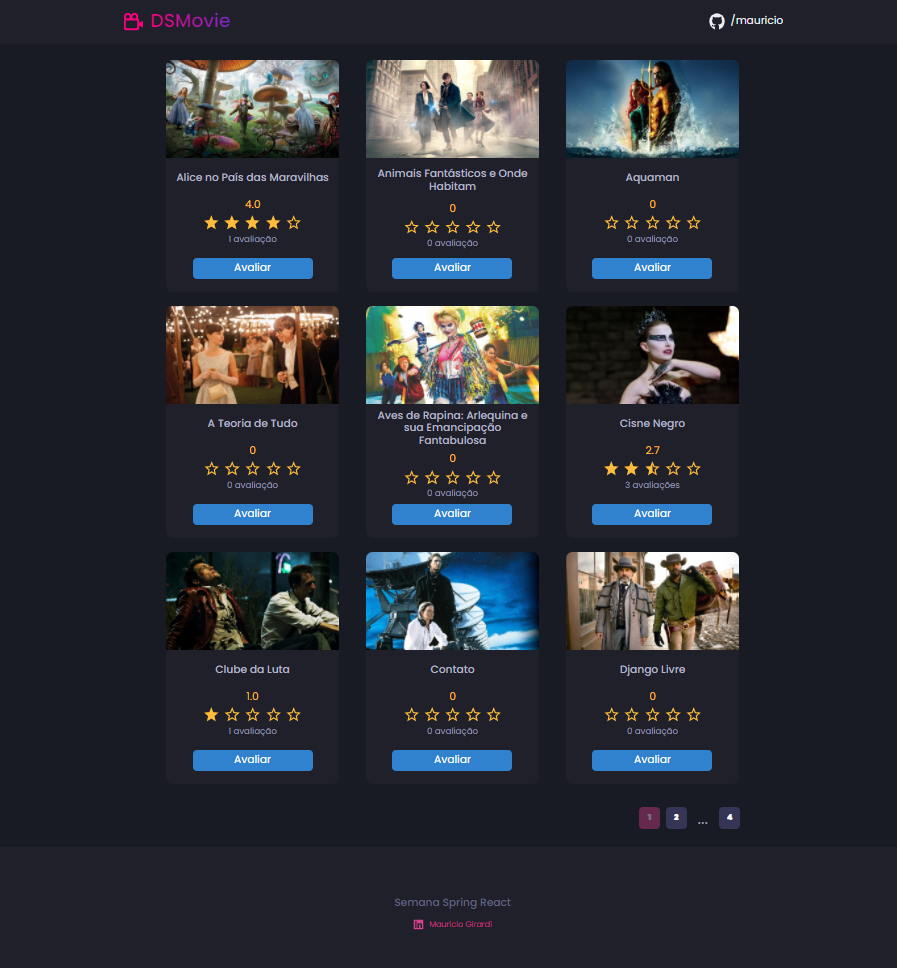 DSMovie
/mauricio
Alice no País das Maravilhas
4.0
1 avaliação
Avaliar
Animais Fantásticos e Onde
Habitam
0
0 avaliação
Avaliar
Aquaman
0
0 avaliação
Avaliar
A Teoria de Tudo
0
0 avaliação
Avaliar
Aves de Rapina: Arlequina e
sua Emancipação
Fantabulosa
0
0 avaliação
Avaliar
Cisne Negro
2.7
3 avaliações
Avaliar
Clube da Luta
1.0
1 avaliação
Avaliar
Contato
0
0 avaliação
Avaliar
Django Livre
0
0 avaliação
Avaliar
1 2 ... 4
Semana Spring React
Mauricio Girardi